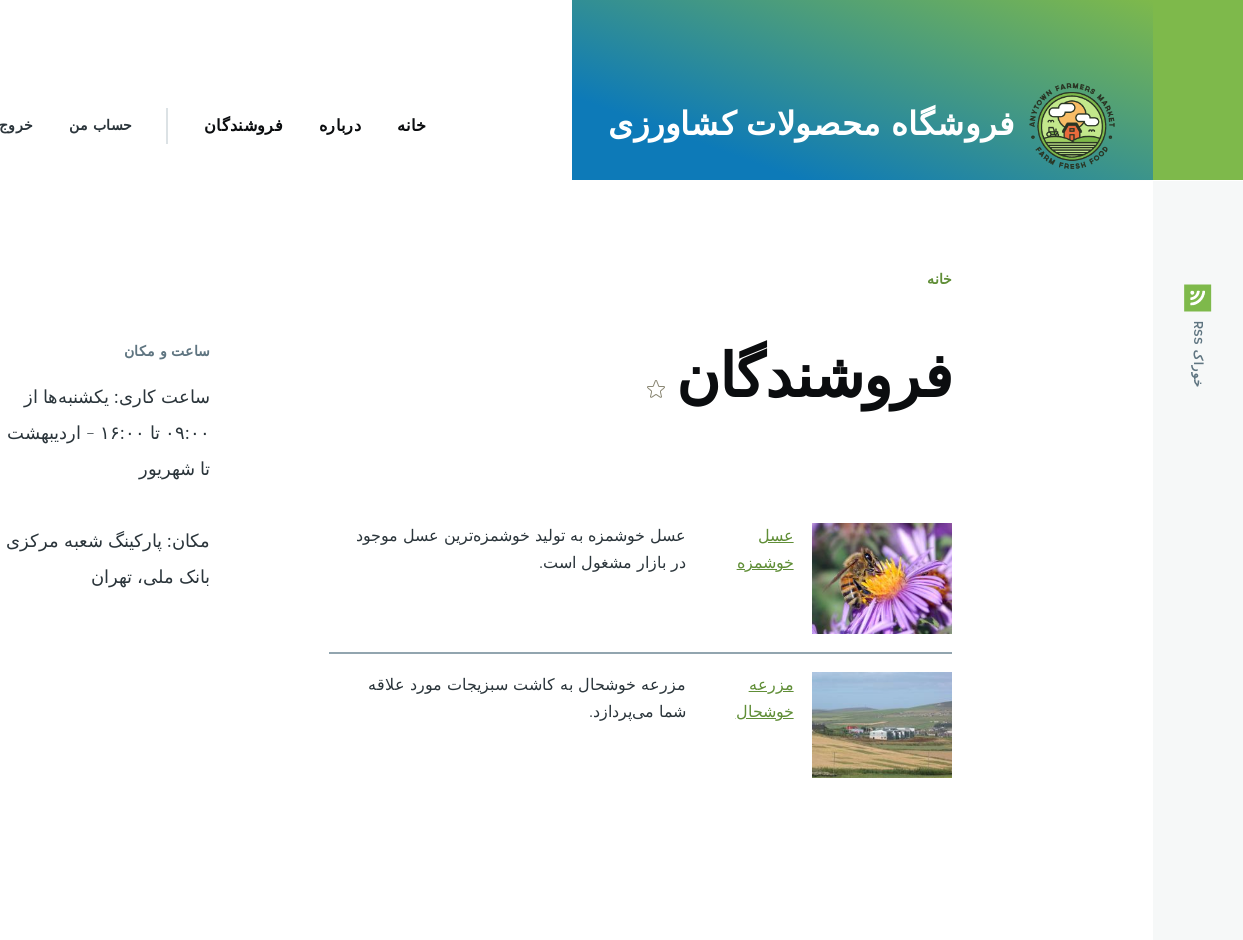 ANYTOWN FARMERS MARKET
FARM FRESH FOOD
فروشگاه محصولات کشاورزی
خانه
درباره
فروشندگان
حساب من
خروج
خوراک RSS
خانه
فروشندگان
عسل
خوشمزه
عسل خوشمزه به تولید خوشمزه‌ترین عسل موجود
در بازار مشغول است.
مزرعه
خوشحال
مزرعه خوشحال به کاشت سبزیجات مورد علاقه
شما می‌پردازد.
ساعت و مکان
ساعت کاری: یکشنبه‌ها از
۰۹:۰۰ تا ۱۶:۰۰ - اردیبهشت
تا شهریور
مکان: پارکینگ شعبه مرکزی
بانک ملی، تهران